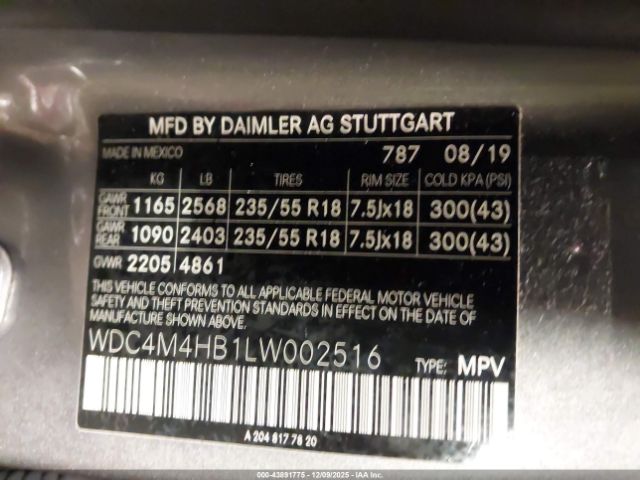 MFD BY DAIMLER AG STUTTGART
MADE IN MEXICO 787 08/19
KG LB TIRES RIM SIZE COLD KPA (PSI)
GAWR FRONT 1165 2568 235/55 R18 7.5Jx18 300(43)
GAWR REAR 1090 2403 235/55 R18 7.5Jx18 300(43)
GVWR 2205 4861
THIS VEHICLE CONFORMS TO ALL APPLICABLE FEDERAL MOTOR VEHICLE
SAFETY AND THEFT PREVENTION STANDARDS IN EFFECT ON THE DATE OF
MANUFACTURE SHOWN ABOVE.
WDC4M4HB1LW002516 TYPE: MPV
A 204 817 78 20
000-43891775 - 12/09/2025 - IAAI.COM